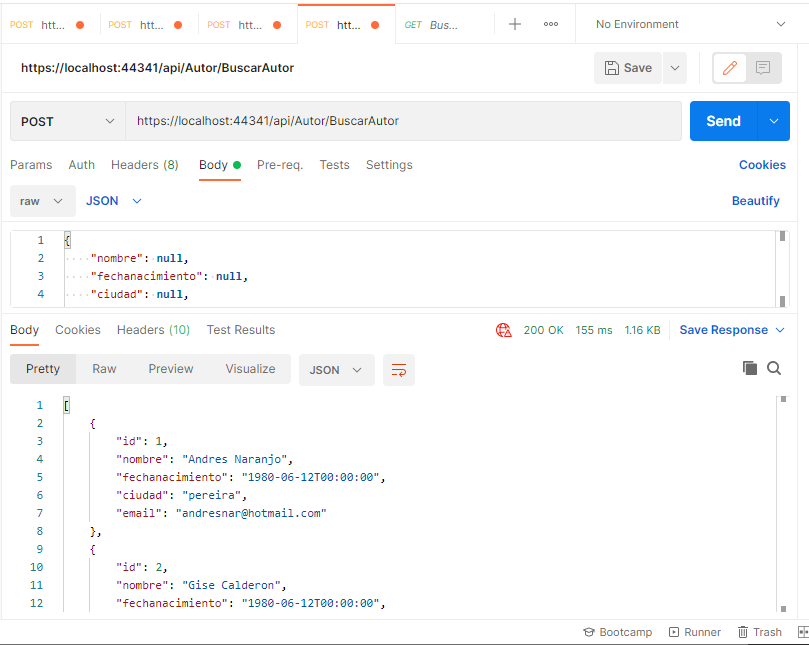 POST htt... POST htt... POST htt... POST htt... GET Bus... No Environment
https://localhost:44341/api/Autor/BuscarAutor Save
POST https://localhost:44341/api/Autor/BuscarAutor Send
Params Auth Headers (8) Body Pre-req. Tests Settings Cookies
raw JSON Beautify
1 {
2 "nombre": null,
3 "fechanacimiento": null,
4 "ciudad": null,
Body Cookies Headers (10) Test Results 200 OK 155 ms 1.16 KB Save Response
Pretty Raw Preview Visualize JSON
1 [
2 {
3 "id": 1,
4 "nombre": "Andres Naranjo",
5 "fechanacimiento": "1980-06-12T00:00:00",
6 "ciudad": "pereira",
7 "email": "andresnar@hotmail.com"
8 },
9 {
10 "id": 2,
11 "nombre": "Gise Calderon",
12 "fechanacimiento": "1980-06-12T00:00:00",
Bootcamp Runner Trash